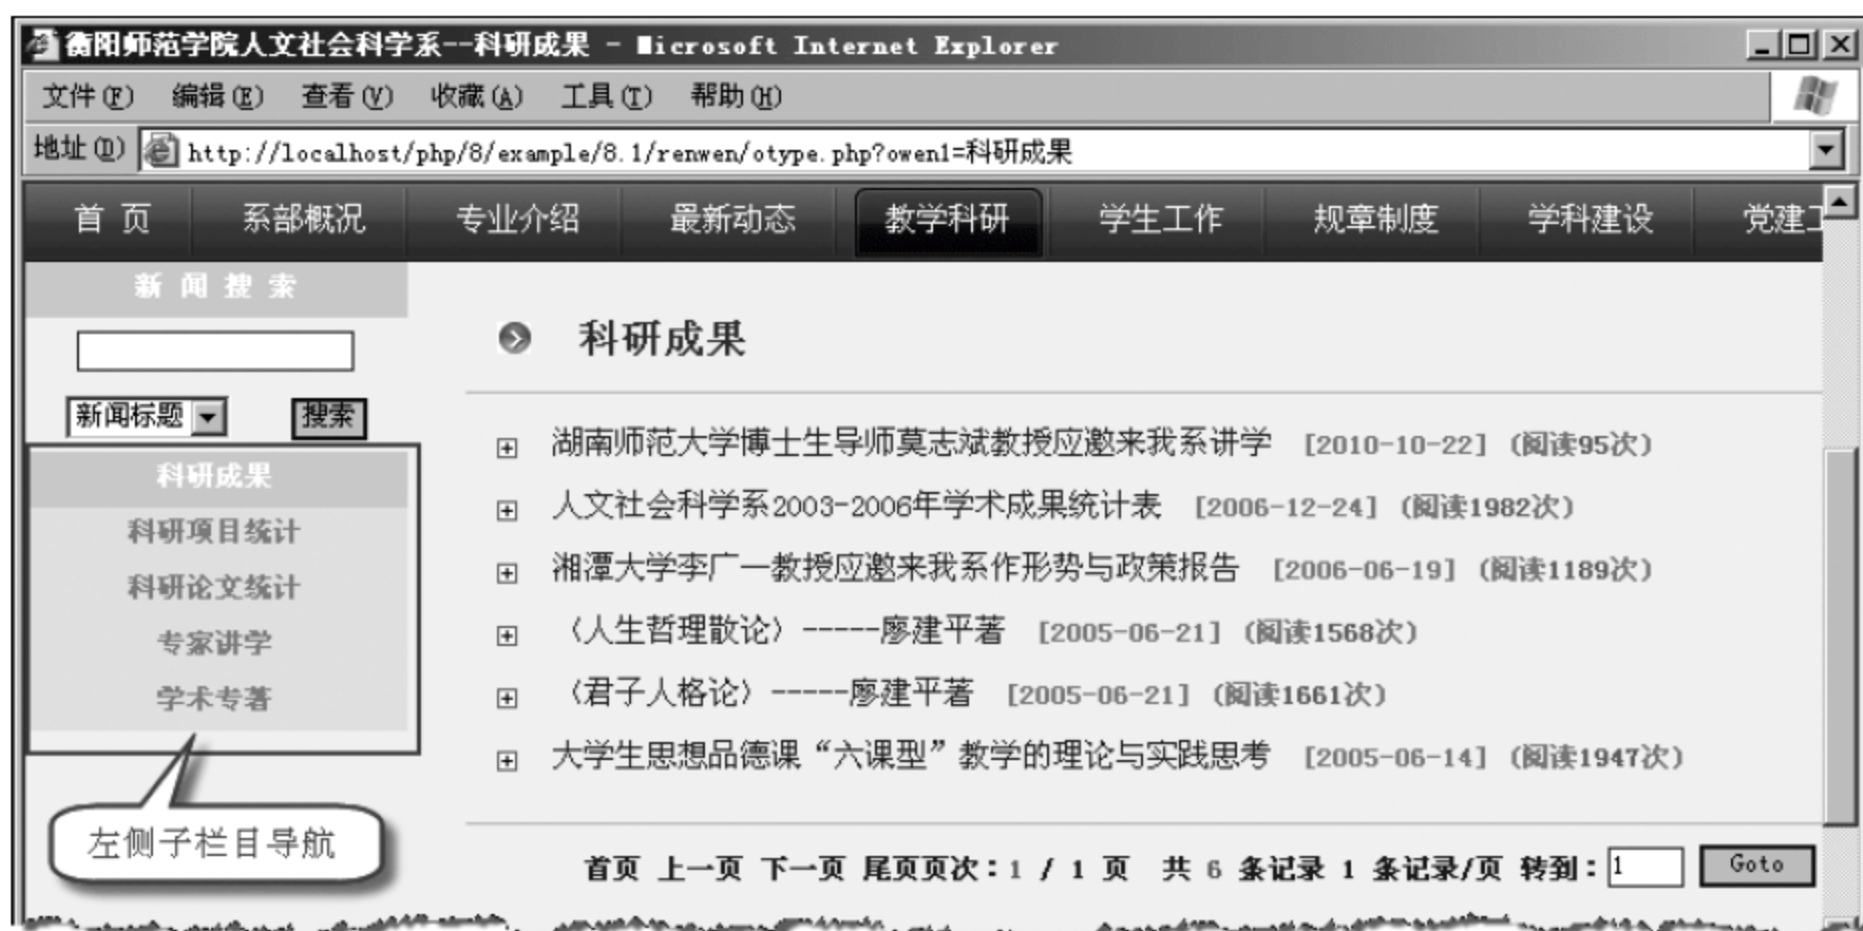 衡阳师范学院人文社会科学系--科研成果 - Microsoft Internet Explorer
文件(F) 编辑(E) 查看(V) 收藏(A) 工具(T) 帮助(H)
地址(D) http://localhost/php/8/example/8.1/renwen/otype.php?owen1=科研成果
首 页 系部概况 专业介绍 最新动态 教学科研 学生工作 规章制度 学科建设 党建工
新 闻 搜 索
科研成果
新闻标题 搜索
湖南师范大学博士生导师莫志斌教授应邀来我系讲学 [2010-10-22] (阅读95次)
科研成果
人文社会科学系2003-2006年学术成果统计表 [2006-12-24] (阅读1982次)
科研项目统计
湘潭大学李广一教授应邀来我系作形势与政策报告 [2006-06-19] (阅读1189次)
科研论文统计
〈人生哲理散论〉-----廖建平著 [2005-06-21] (阅读1568次)
专家讲学
〈君子人格论〉-----廖建平著 [2005-06-21] (阅读1661次)
学术专著
大学生思想品德课“六课型”教学的理论与实践思考 [2005-06-14] (阅读1947次)
左侧子栏目导航
首页 上一页 下一页 尾页页次：1 / 1 页 共 6 条记录 1 条记录/页 转到：1 Goto